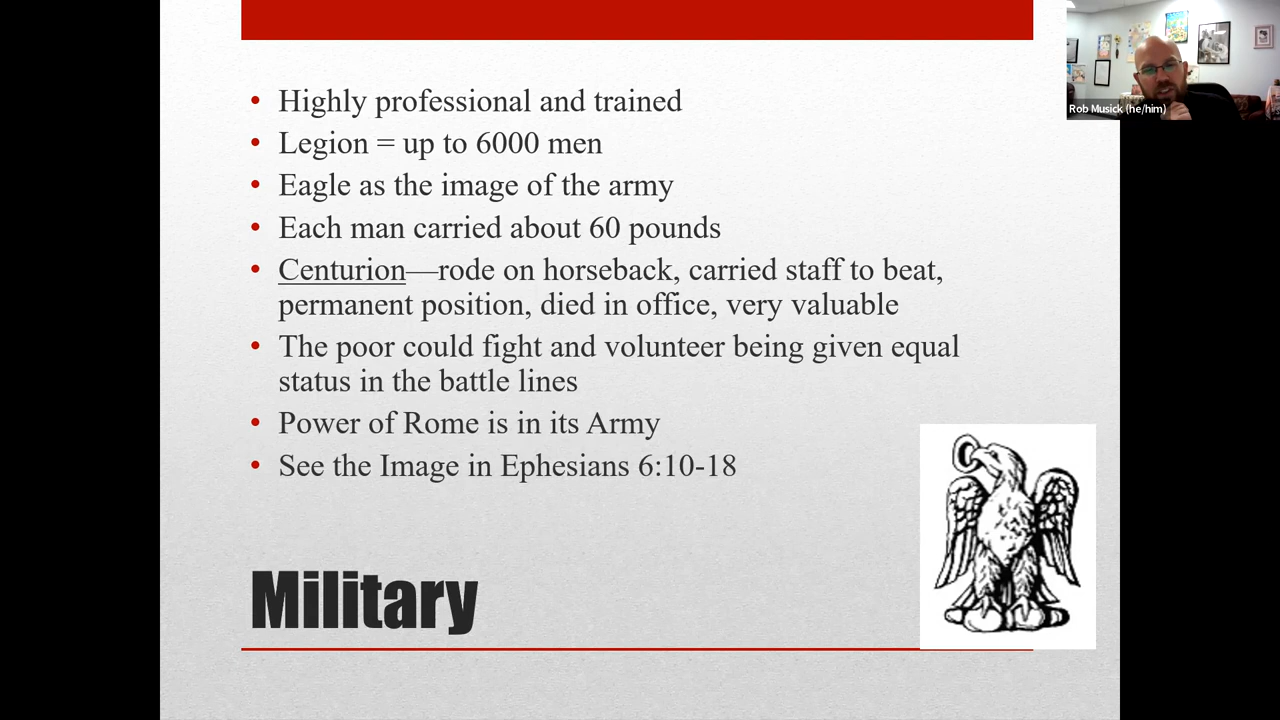 Highly professional and trained
Legion = up to 6000 men
Eagle as the image of the army
Each man carried about 60 pounds
Centurion—rode on horseback, carried staff to beat,
permanent position, died in office, very valuable
The poor could fight and volunteer being given equal
status in the battle lines
Power of Rome is in its Army
See the Image in Ephesians 6:10-18
Military
Rob Musick (he/him)